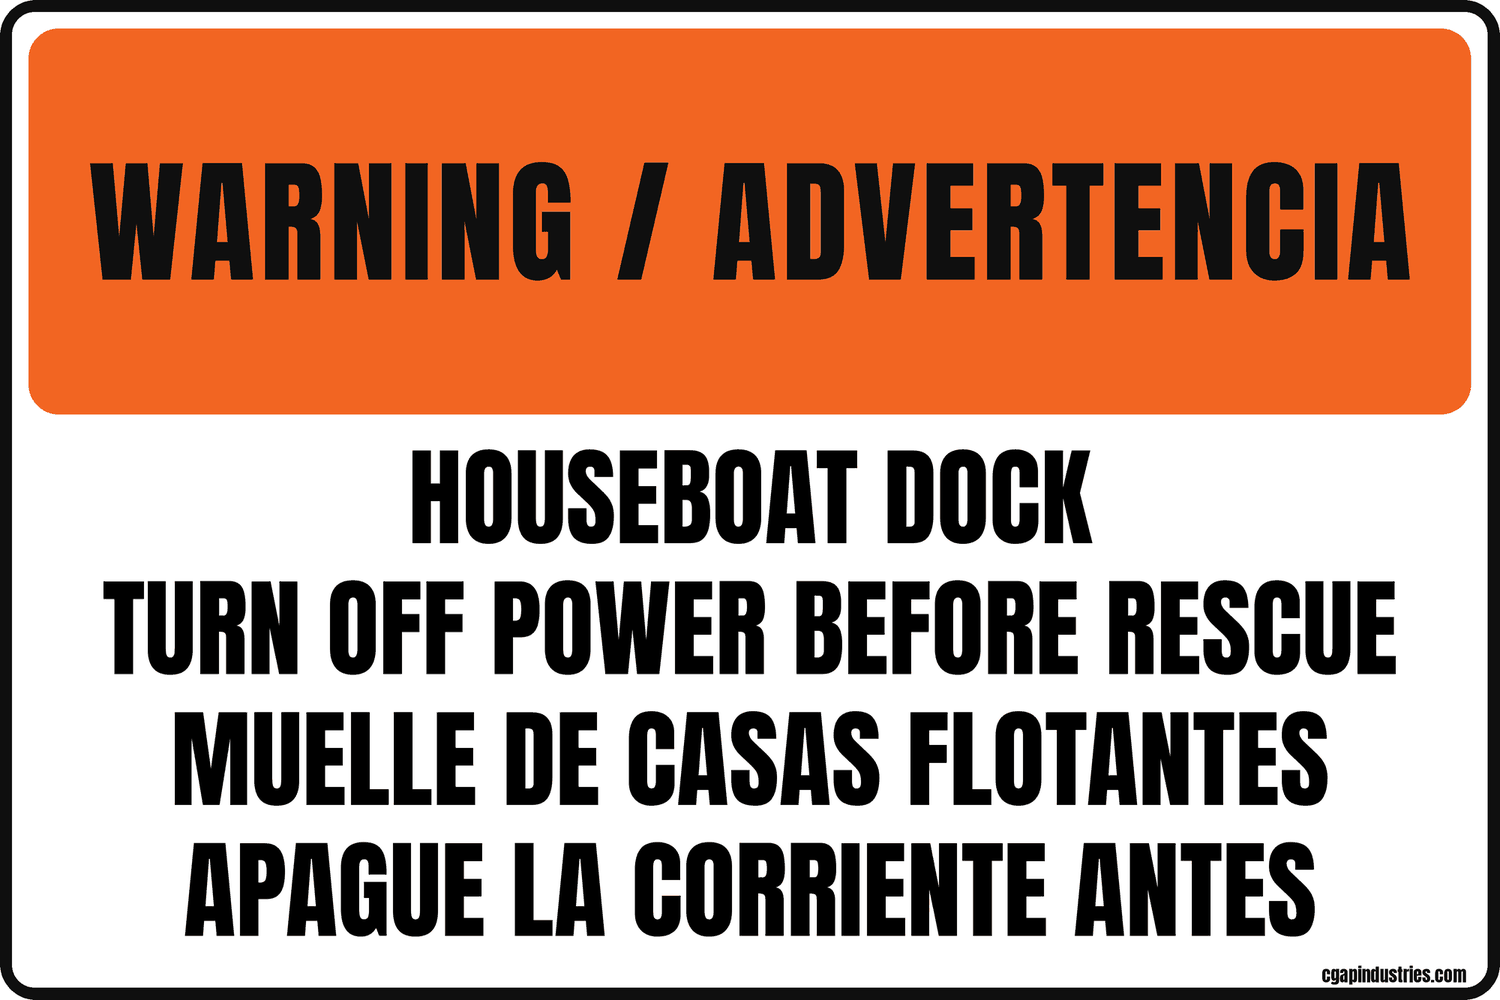 WARNING / ADVERTENCIA
HOUSEBOAT DOCK
TURN OFF POWER BEFORE RESCUE
MUELLE DE CASAS FLOTANTES
APAGUE LA CORRIENTE ANTES
cgapindustries.com